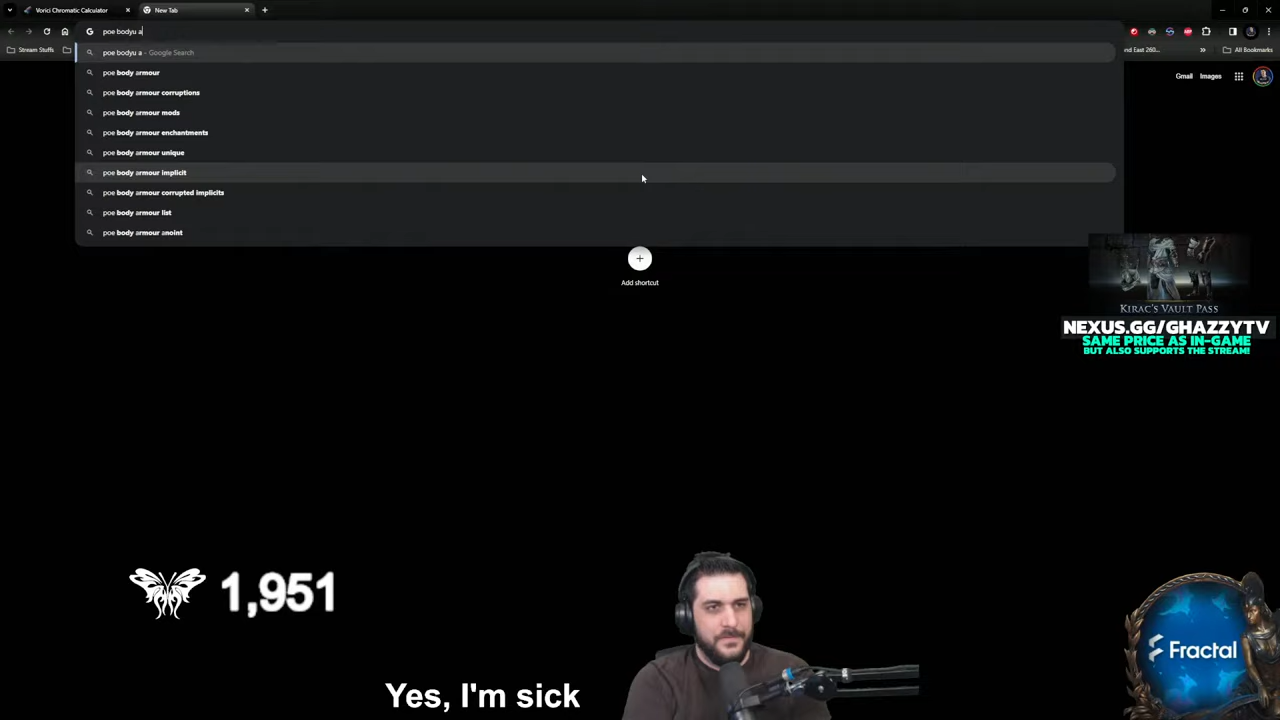 Vorici Chromatic Calculator
New Tab
poe bodyu a
Stream Stuffs
nd East 260...
All Bookmarks
poe bodyu a - Google Search
poe body armour
poe body armour corruptions
poe body armour mods
poe body armour enchantments
poe body armour unique
poe body armour implicit
poe body armour corrupted implicits
poe body armour list
poe body armour anoint
Gmail
Images
Add shortcut
KIRAC'S VAULT PASS
NEXUS.GG/GHAZZYTV
SAME PRICE AS IN-GAME
BUT ALSO SUPPORTS THE STREAM!
1,951
Fractal
Yes, I'm sick